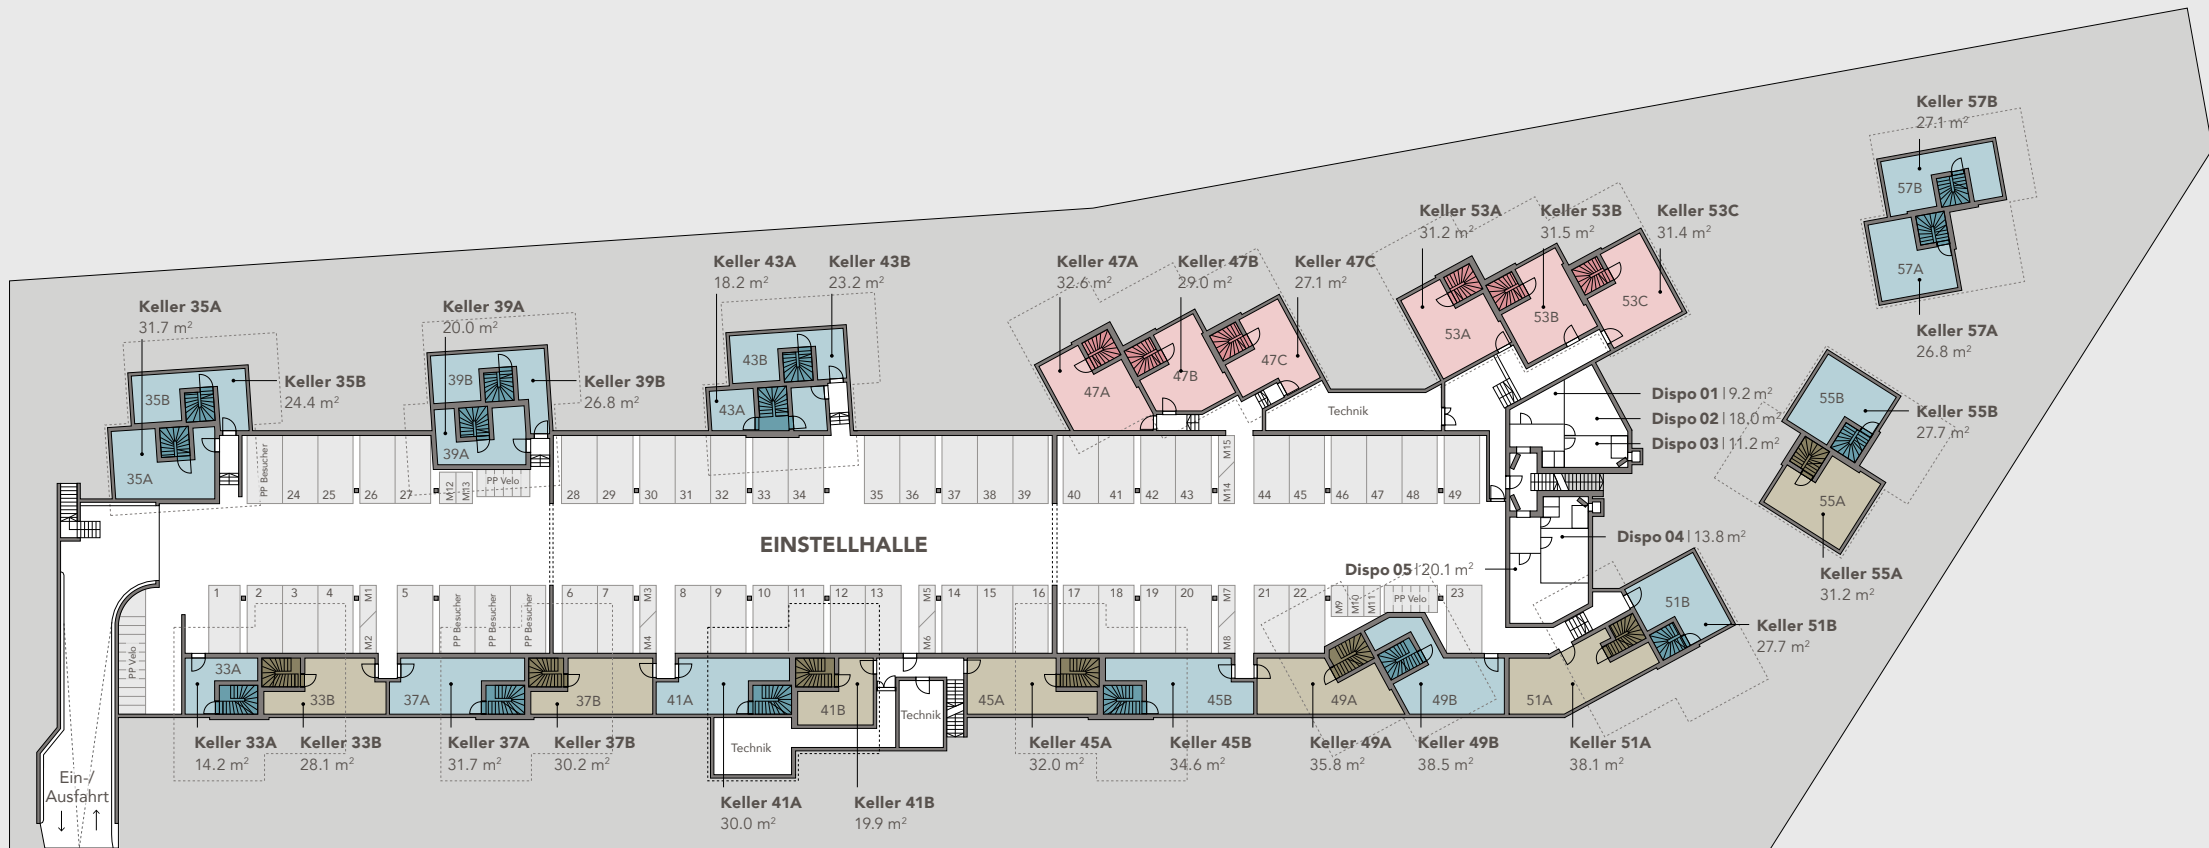 Keller 57B
27.1 m²
57B
57A
Keller 57A
26.8 m²
Keller 53A
31.2 m²
Keller 53B
31.5 m²
Keller 53C
31.4 m²
53A
53B
53C
Keller 43A
18.2 m²
Keller 43B
23.2 m²
Keller 47A
32.6 m²
Keller 47B
29.0 m²
Keller 47C
27.1 m²
43B
43A
47A
47B
47C
Keller 35A
31.7 m²
Keller 39A
20.0 m²
35B
35A
Keller 35B
24.4 m²
39B
39A
Keller 39B
26.8 m²
Technik
Dispo 01 | 9.2 m²
Dispo 02 | 18.0 m²
Dispo 03 | 11.2 m²
55B
55A
Keller 55B
27.7 m²
Keller 55A
31.2 m²
PP Besucher
24
25
26
27
M12
M13
PP Velo
28
29
30
31
32
33
34
35
36
37
38
39
40
41
42
43
M15
M14
44
45
46
47
48
49
EINSTELLHALLE
Dispo 04 | 13.8 m²
Dispo 05 | 20.1 m²
1
2
3
4
M1
M2
5
PP Besucher
PP Besucher
PP Besucher
6
7
M3
M4
8
9
10
11
12
13
M5
M6
14
15
16
17
18
19
20
M7
M8
21
22
M9
M10
M11
PP Velo
23
PP Velo
33A
33B
37A
37B
41A
41B
Technik
Technik
45A
45B
49A
49B
51A
51B
Keller 51B
27.7 m²
Keller 33A
14.2 m²
Keller 33B
28.1 m²
Keller 37A
31.7 m²
Keller 37B
30.2 m²
Keller 45A
32.0 m²
Keller 45B
34.6 m²
Keller 49A
35.8 m²
Keller 49B
38.5 m²
Keller 51A
38.1 m²
Keller 41A
30.0 m²
Keller 41B
19.9 m²
Ein-/
Ausfahrt